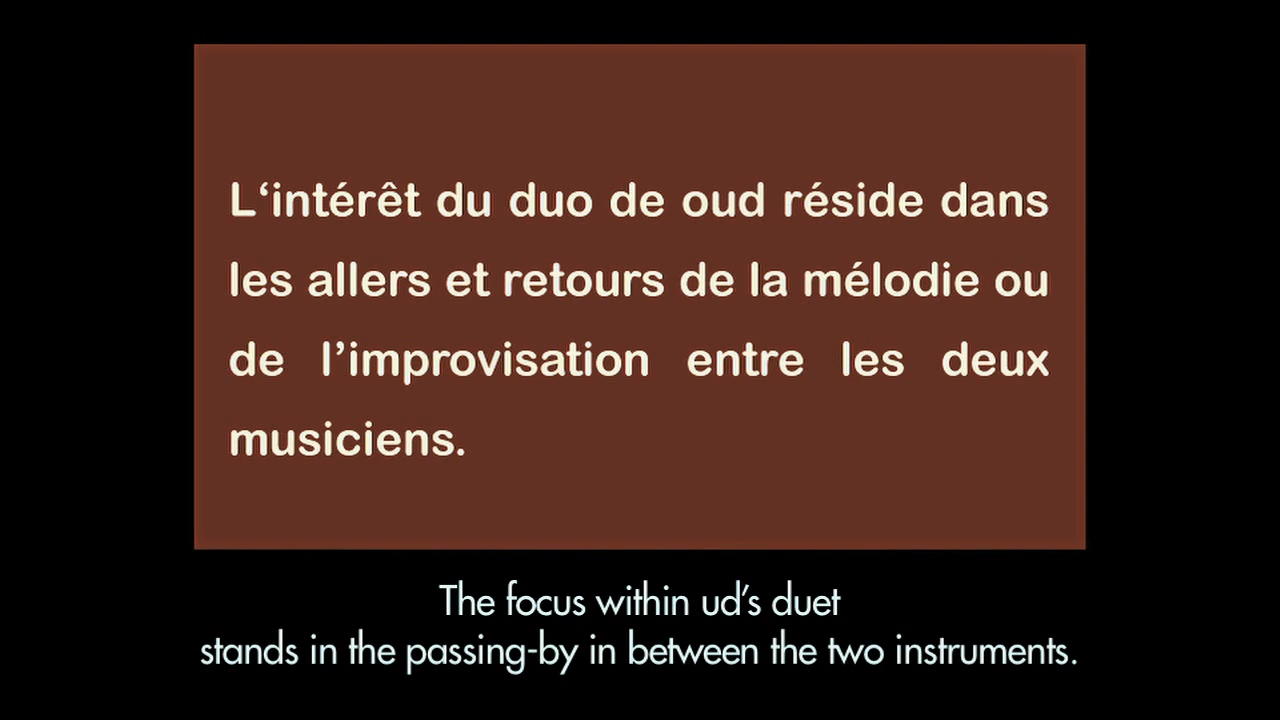 L‘intérêt du duo de oud réside dans
les allers et retours de la mélodie ou
de l’improvisation entre les deux
musiciens.
The focus within ud’s duet
stands in the passing-by in between the two instruments.